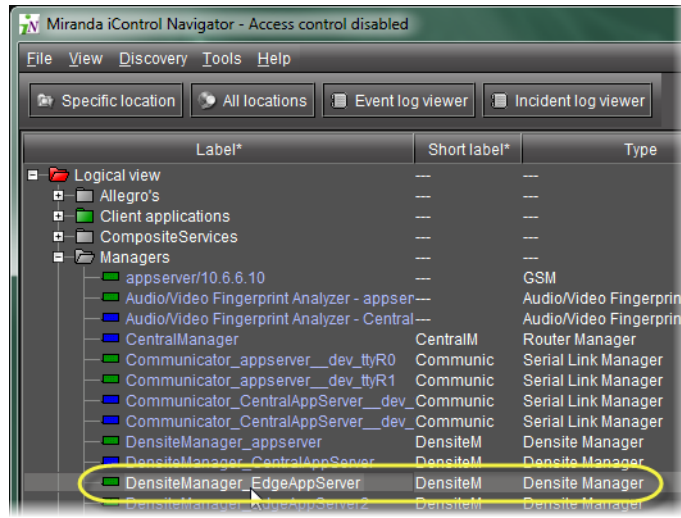 Miranda iControl Navigator - Access control disabled
File View Discovery Tools Help
Specific location All locations Event log viewer Incident log viewer
Label* Short label* Type
Logical view --- ---
Allegro's --- ---
Client applications --- ---
CompositeServices --- ---
Managers --- ---
appserver/10.6.6.10 --- GSM
Audio/Video Fingerprint Analyzer - appser --- Audio/Video Fingerprin
Audio/Video Fingerprint Analyzer - Central --- Audio/Video Fingerprin
CentralManager CentralM Router Manager
Communicator_appserver__dev_ttyR0 Communic Serial Link Manager
Communicator_appserver__dev_ttyR1 Communic Serial Link Manager
Communicator_CentralAppServer__dev_ Communic Serial Link Manager
Communicator_CentralAppServer__dev_ Communic Serial Link Manager
DensiteManager_appserver DensiteM Densite Manager
DensiteManager_CentralAppServer DensiteM Densite Manager
DensiteManager_EdgeAppServer DensiteM Densite Manager
DensiteManager_EdgeAppServer2 DensiteM Densite Manager